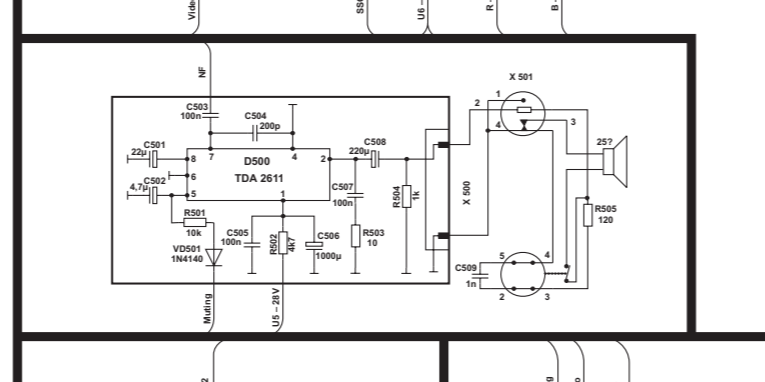 Vide
SS
U6 –
R -
B -
NF
X 501
C503
100n
C504
200p
1
2
3
4
25?
22µ
C501
8
7
D500
4
2
220µ
C508
TDA 2611
4,7µ
C502
6
5
1
C507
100n
R504
1k
X 500
R501
10k
C505
100n
R502
4k7
C506
1000µ
R503
10
R505
120
VD501
1N4140
C509
1n
5
4
2
3
Muting
U5 – 28V
2
g
o